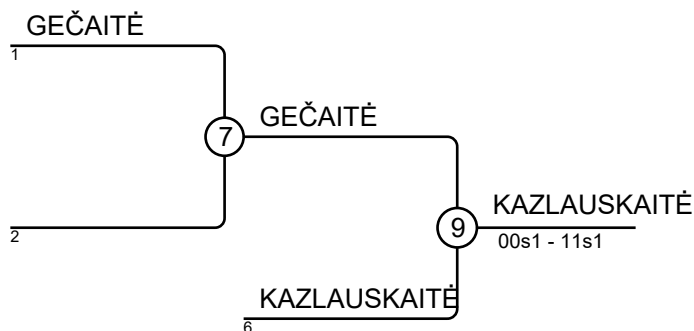 GEČAITĖ
1
7
GEČAITĖ
2
9
KAZLAUSKAITĖ
00s1 - 11s1
KAZLAUSKAITĖ
6